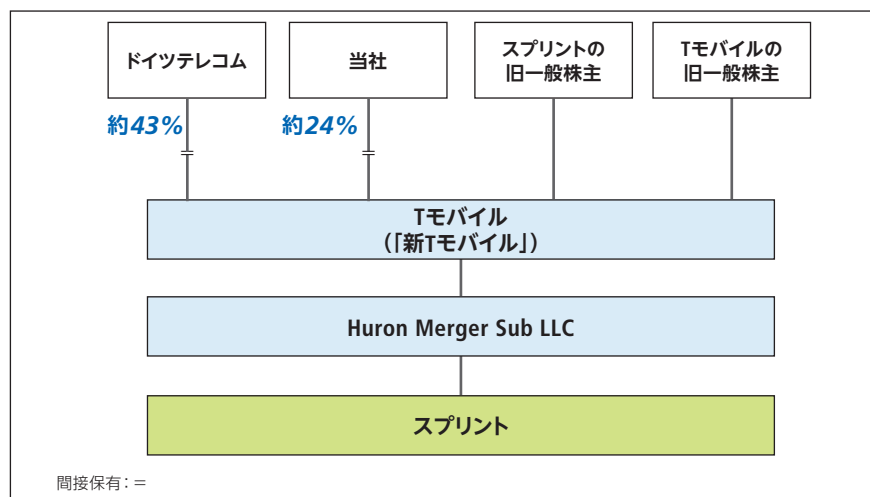 ドイツテレコム
当社
スプリントの
旧一般株主
Tモバイルの
旧一般株主
約43%
約24%
Tモバイル
（「新Tモバイル」）
Huron Merger Sub LLC
スプリント
間接保有：=